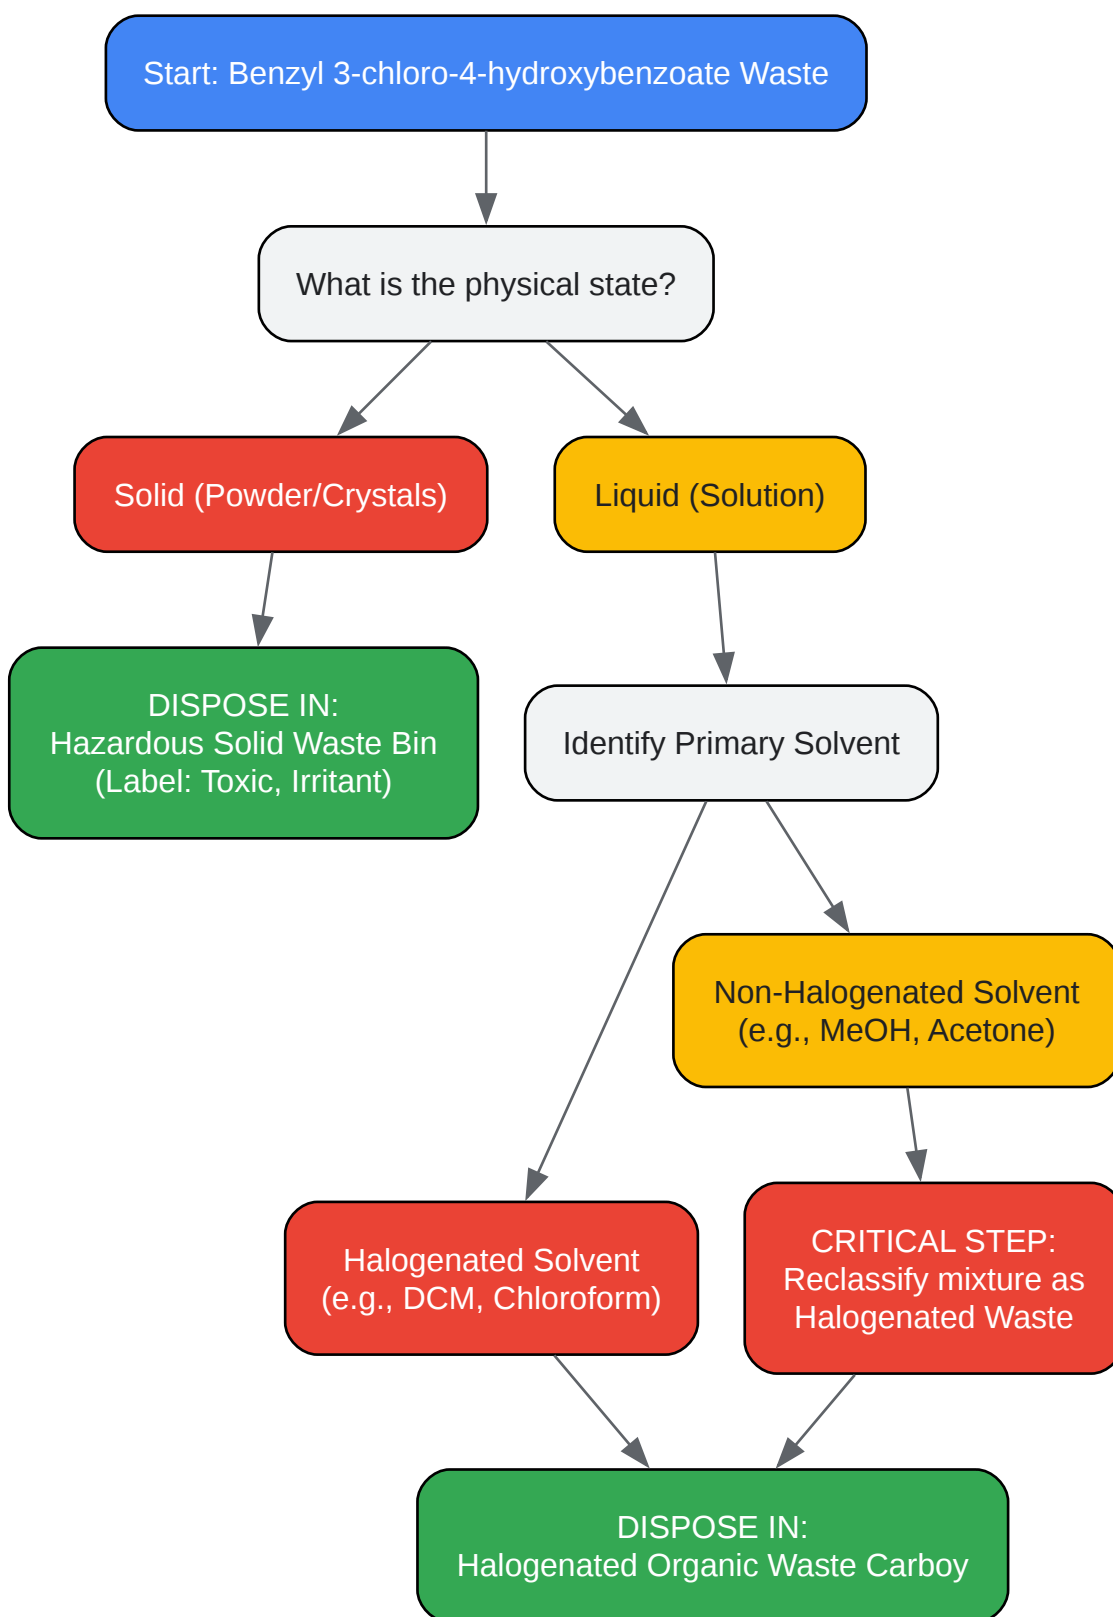 Start: Benzyl 3-chloro-4-hydroxybenzoate Waste
What is the physical state?
Solid (Powder/Crystals)
Liquid (Solution)
DISPOSE IN:
Hazardous Solid Waste Bin
(Label: Toxic, Irritant)
Identify Primary Solvent
Non-Halogenated Solvent
(e.g., MeOH, Acetone)
Halogenated Solvent
(e.g., DCM, Chloroform)
CRITICAL STEP:
Reclassify mixture as
Halogenated Waste
DISPOSE IN:
Halogenated Organic Waste Carboy